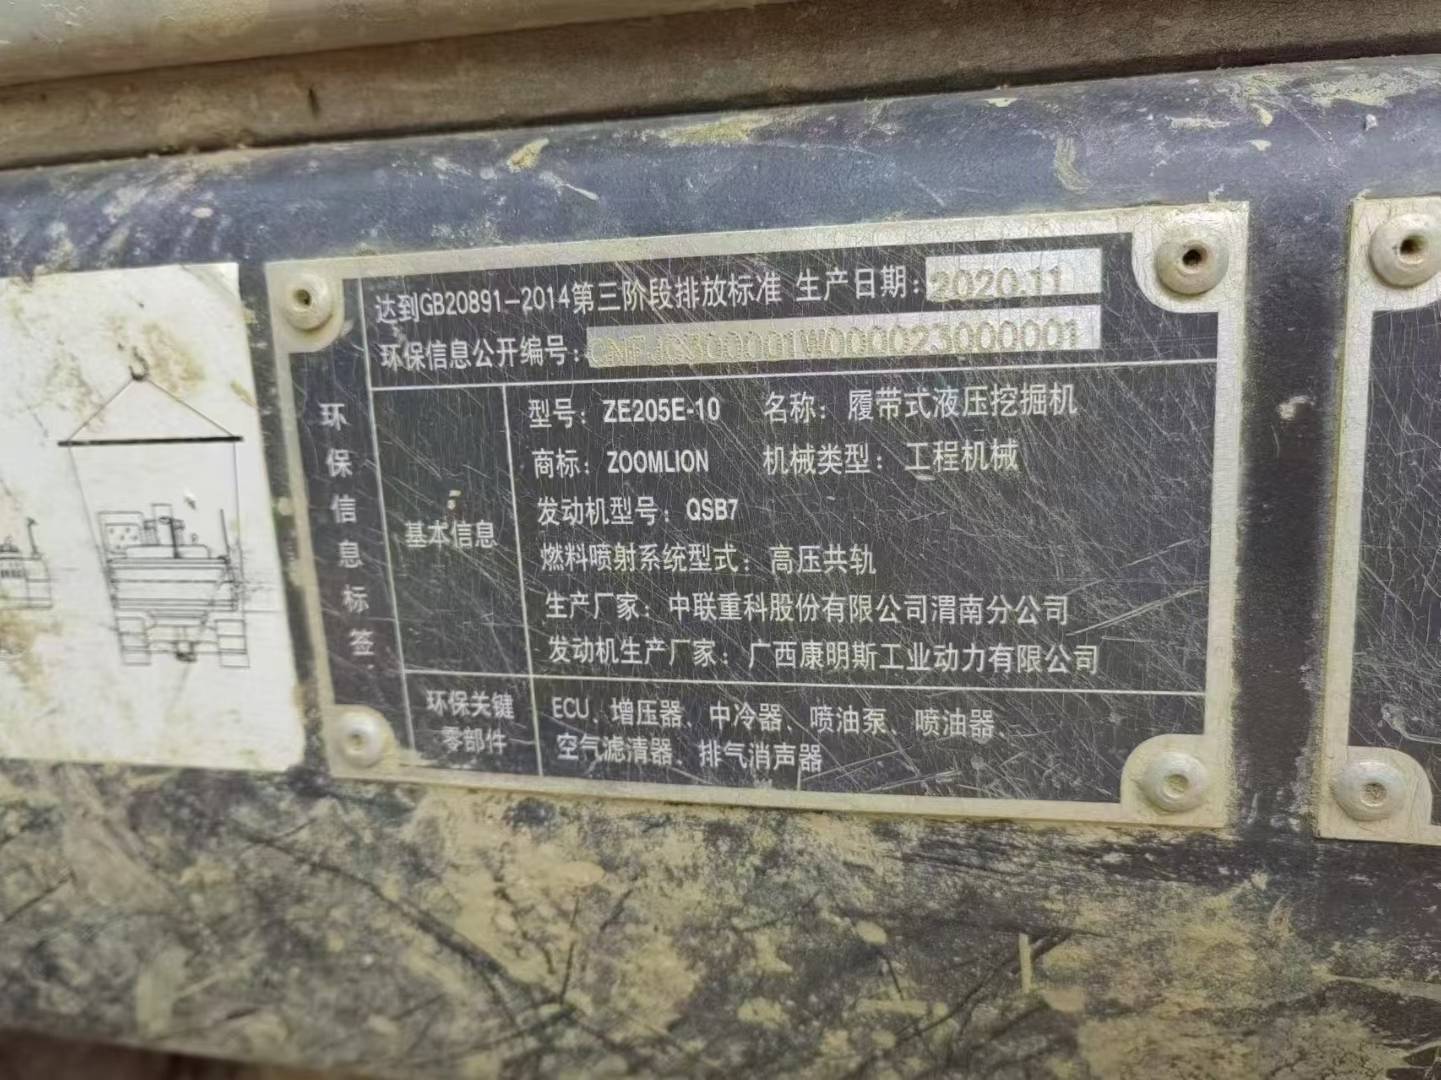 达到GB20891-2014第三阶段排放标准 生产日期：2020.11
环保信息公开编号：
环保信息标签
基本信息
型号：ZE205E-10 名称：履带式液压挖掘机
商标：ZOOMLION 机械类型：工程机械
发动机型号：QSB7
燃料喷射系统型式：高压共轨
生产厂家：中联重科股份有限公司渭南分公司
发动机生产厂家：广西康明斯工业动力有限公司
环保关键
零部件
ECU、增压器、中冷器、喷油泵、喷油器、
空气滤清器、排气消声器